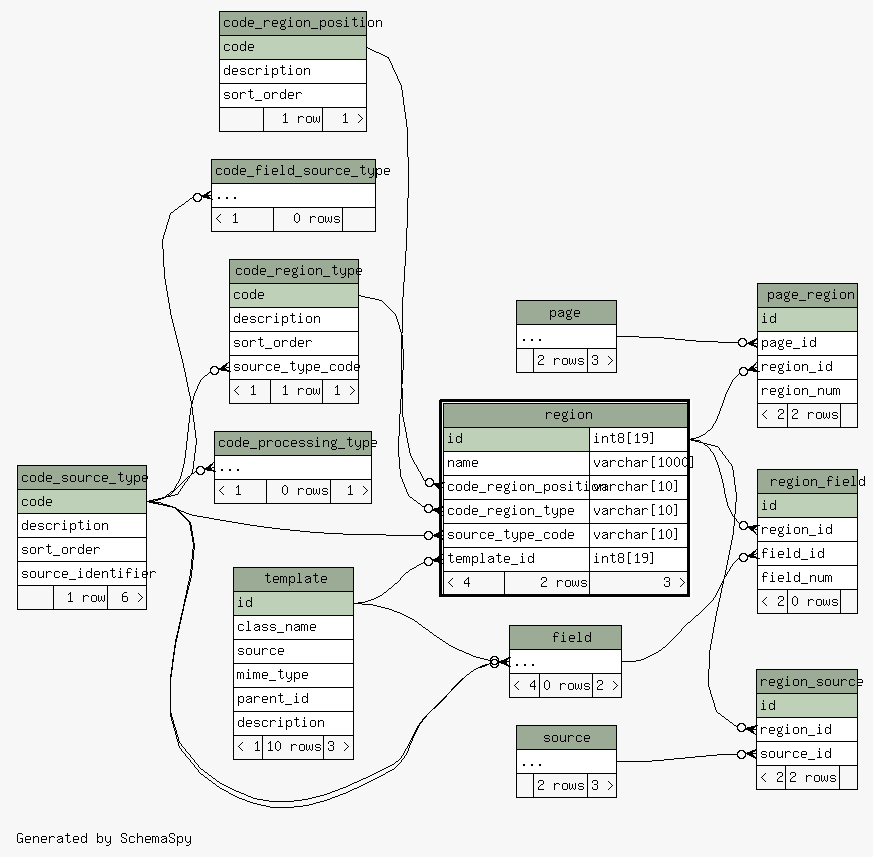 code_region_position
code
description
sort_order
1 row 1 >
code_field_source_type
...
< 1 0 rows
code_region_type
code
description
sort_order
source_type_code
< 1 1 row 1 >
code_processing_type
...
< 1 0 rows 1 >
code_source_type
code
description
sort_order
source_identifier
1 row 6 >
template
id
class_name
source
mime_type
parent_id
description
< 1 10 rows 3 >
page
...
2 rows 3 >
region
id int8[19]
name varchar[1000]
code_region_position varchar[10]
code_region_type varchar[10]
source_type_code varchar[10]
template_id int8[19]
< 4 2 rows 3 >
field
...
< 4 0 rows 2 >
source
...
2 rows 3 >
page_region
id
page_id
region_id
region_num
< 2 2 rows
region_field
id
region_id
field_id
field_num
< 2 0 rows
region_source
id
region_id
source_id
< 2 2 rows
Generated by SchemaSpy